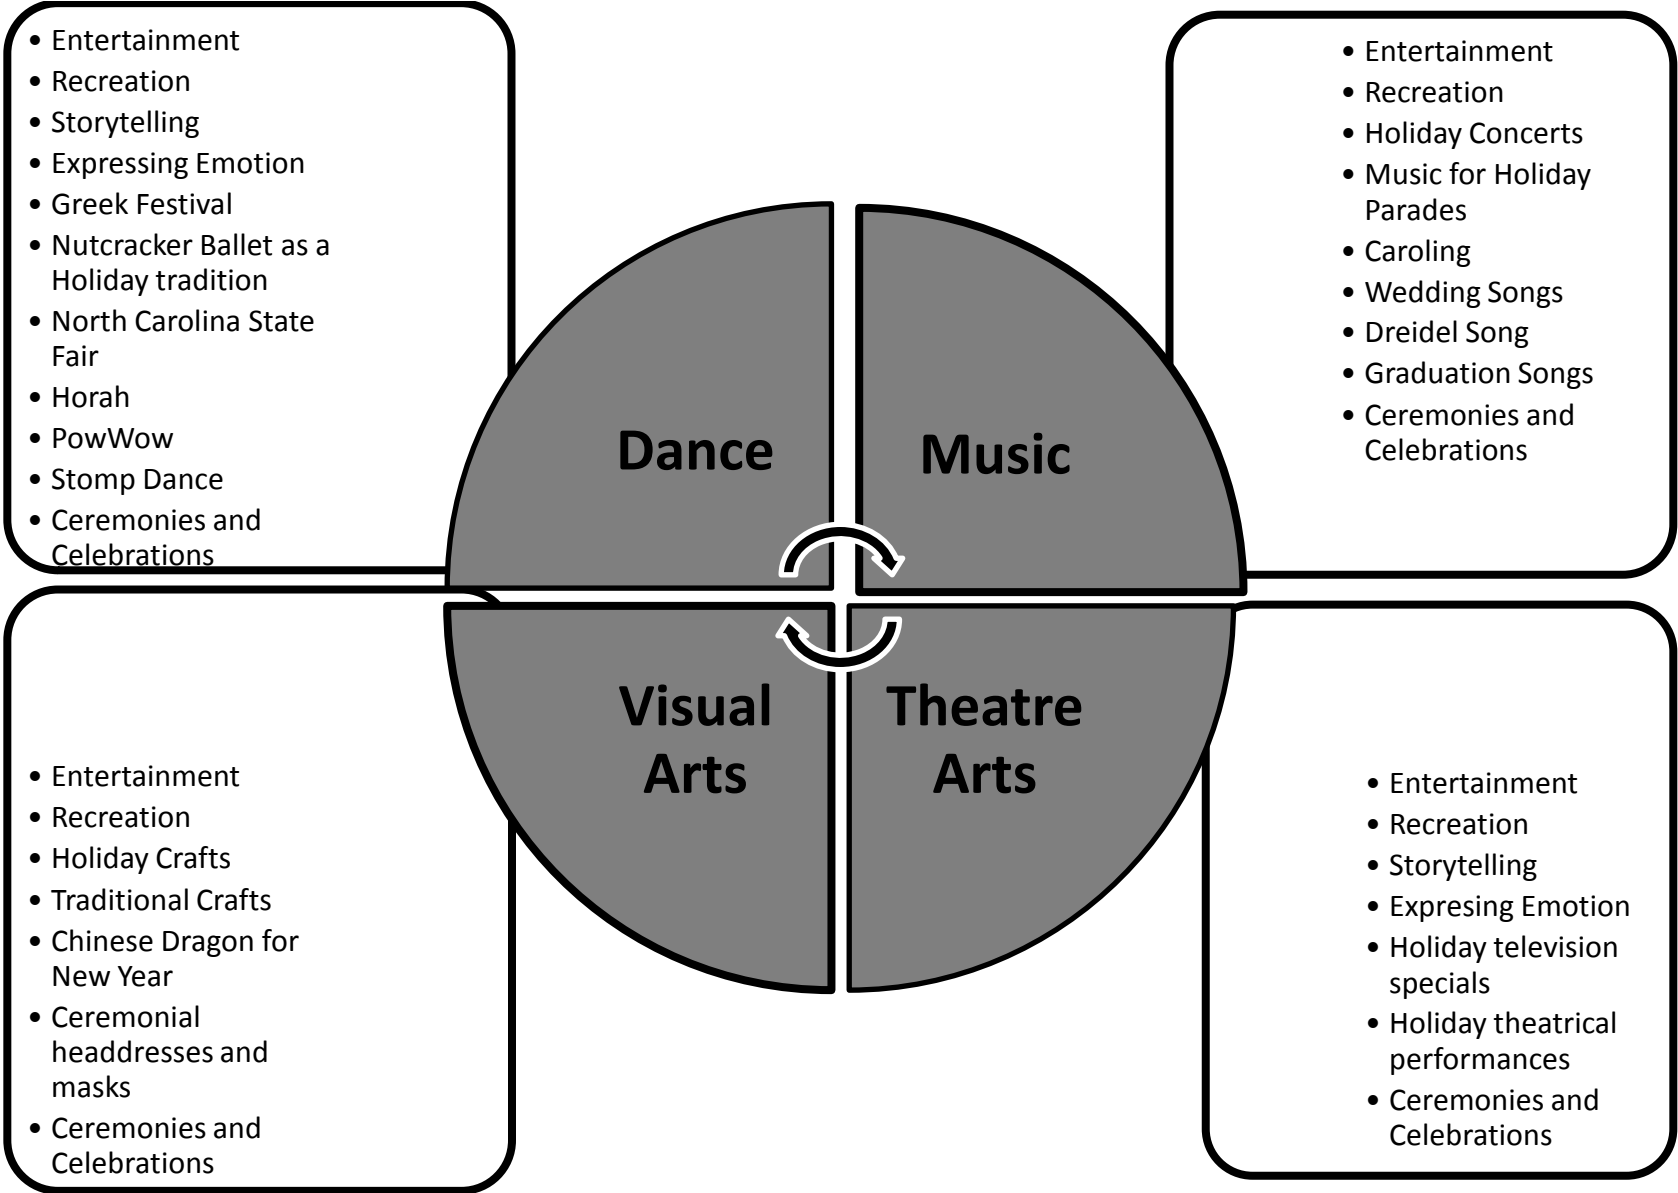 • Entertainment
• Recreation
• Storytelling
• Expressing Emotion
• Greek Festival
• Nutcracker Ballet as a
Holiday tradition
• North Carolina State
Fair
• Horah
• PowWow
• Stomp Dance
• Ceremonies and
Celebrations
• Entertainment
• Recreation
• Holiday Concerts
• Music for Holiday
Parades
• Caroling
• Wedding Songs
• Dreidel Song
• Graduation Songs
• Ceremonies and
Celebrations
Dance
Music
Visual
Arts
Theatre
Arts
• Entertainment
• Recreation
• Holiday Crafts
• Traditional Crafts
• Chinese Dragon for
New Year
• Ceremonial
headdresses and
masks
• Ceremonies and
Celebrations
• Entertainment
• Recreation
• Storytelling
• Expresing Emotion
• Holiday television
specials
• Holiday theatrical
performances
• Ceremonies and
Celebrations